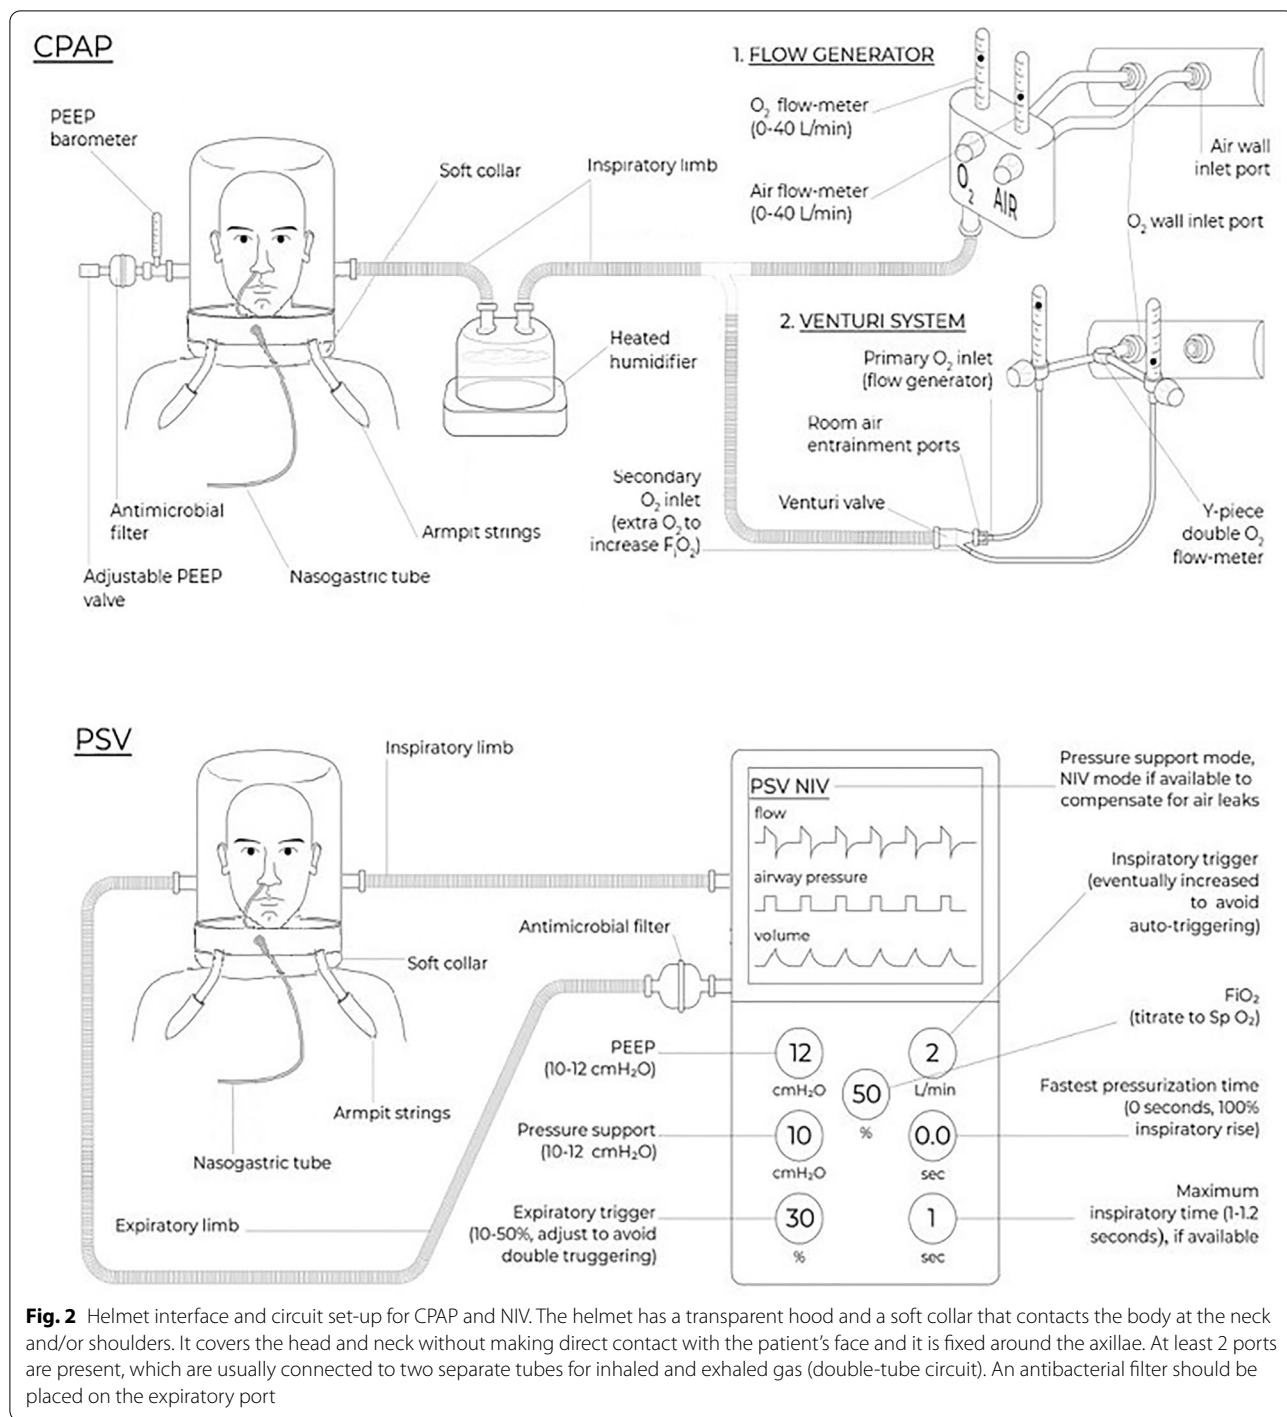 CPAP
1. FLOW GENERATOR
O₂ flow-meter
(0-40 L/min)
Air flow-meter
(0-40 L/min)
O₂
AIR
Air wall
inlet port
O₂ wall inlet port
PEEP
barometer
Soft collar
Inspiratory limb
Heated
humidifier
2. VENTURI SYSTEM
Primary O₂ inlet
(flow generator)
Room air
entrainment ports
Secondary
O₂ inlet
(extra O₂ to
increase FᵢO₂)
Venturi valve
Y-piece
double O₂
flow-meter
Antimicrobial
filter
Armpit strings
Adjustable PEEP
valve
Nasogastric tube
PSV
Inspiratory limb
Antimicrobial filter
Soft collar
Armpit strings
Nasogastric tube
Expiratory limb
PSV NIV
flow
airway pressure
volume
Pressure support mode,
NIV mode if available to
compensate for air leaks
Inspiratory trigger
(eventually increased
to avoid
auto-triggering)
FiO₂
(titrate to Sp O₂)
Fastest pressurization time
(0 seconds, 100%
inspiratory rise)
Maximum
inspiratory time (1-1.2
seconds), if available
PEEP
(10-12 cmH₂O)
Pressure support
(10-12 cmH₂O)
Expiratory trigger
(10-50%, adjust to avoid
double truggering)
12
cmH₂O
2
L/min
50
%
10
cmH₂O
0.0
sec
30
%
1
sec
Fig. 2 Helmet interface and circuit set-up for CPAP and NIV. The helmet has a transparent hood and a soft collar that contacts the body at the neck
and/or shoulders. It covers the head and neck without making direct contact with the patient's face and it is fixed around the axillae. At least 2 ports
are present, which are usually connected to two separate tubes for inhaled and exhaled gas (double-tube circuit). An antibacterial filter should be
placed on the expiratory port